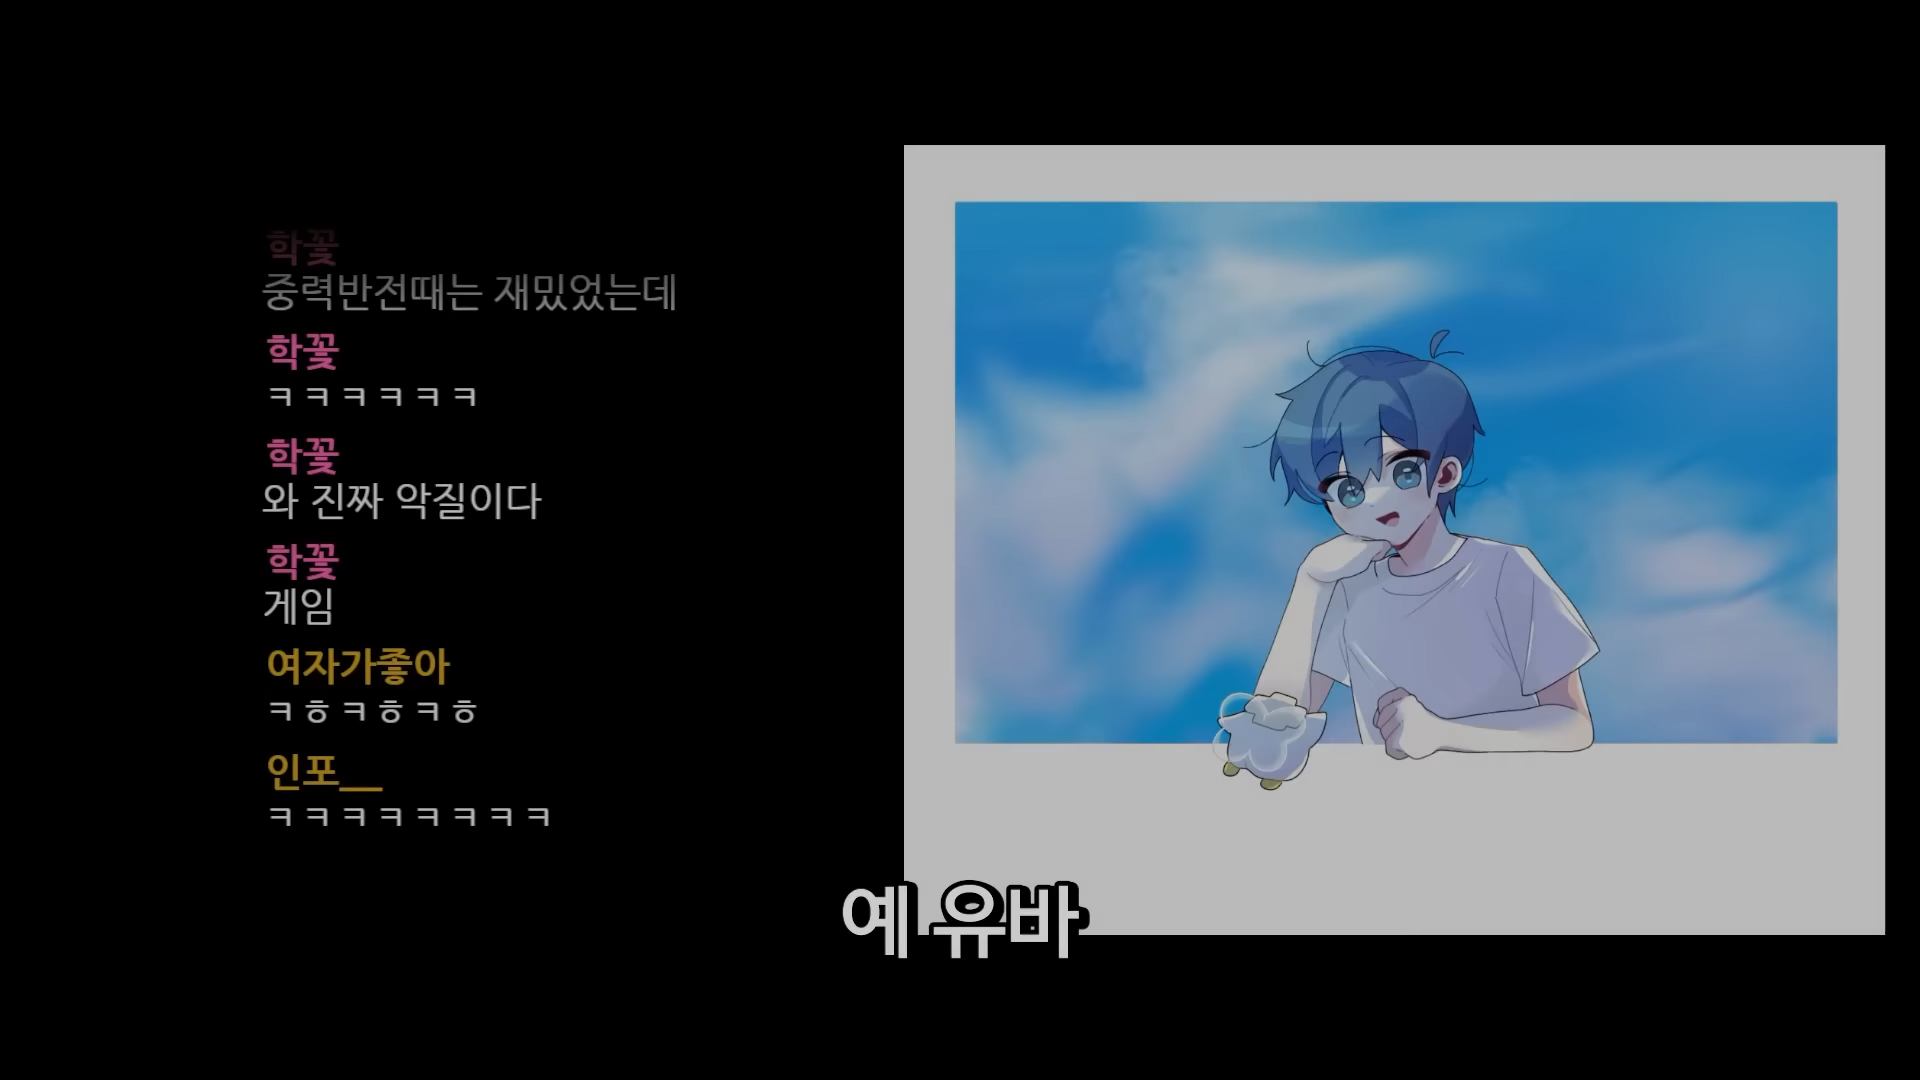 학꽃
중력반전때는 재밌었는데
학꽃
ㅋㅋㅋㅋㅋㅋ
학꽃
와 진짜 악질이다
학꽃
게임
여자가좋아
ㅋㅎㅋㅎㅋㅎ
인포__
ㅋㅋㅋㅋㅋㅋㅋㅋ
예 유바